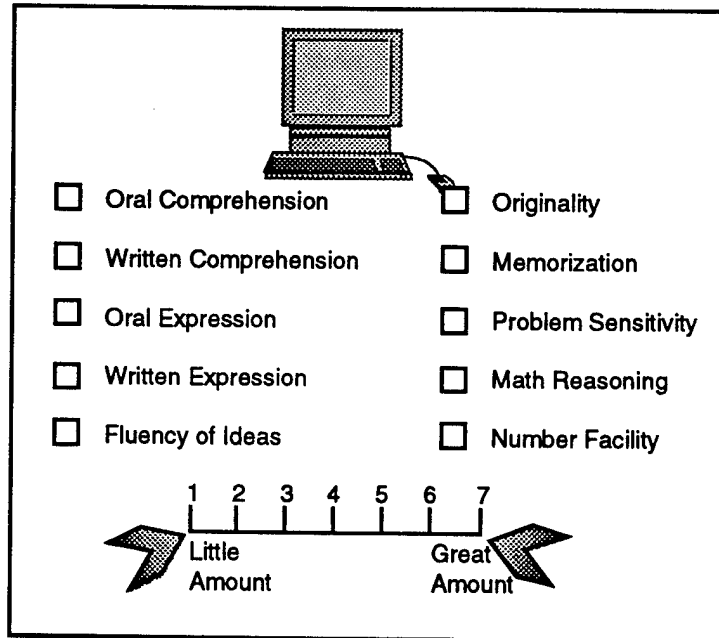 Oral Comprehension
Written Comprehension
Oral Expression
Written Expression
Fluency of Ideas
Originality
Memorization
Problem Sensitivity
Math Reasoning
Number Facility
1 2 3 4 5 6 7
Little
Amount
Great
Amount